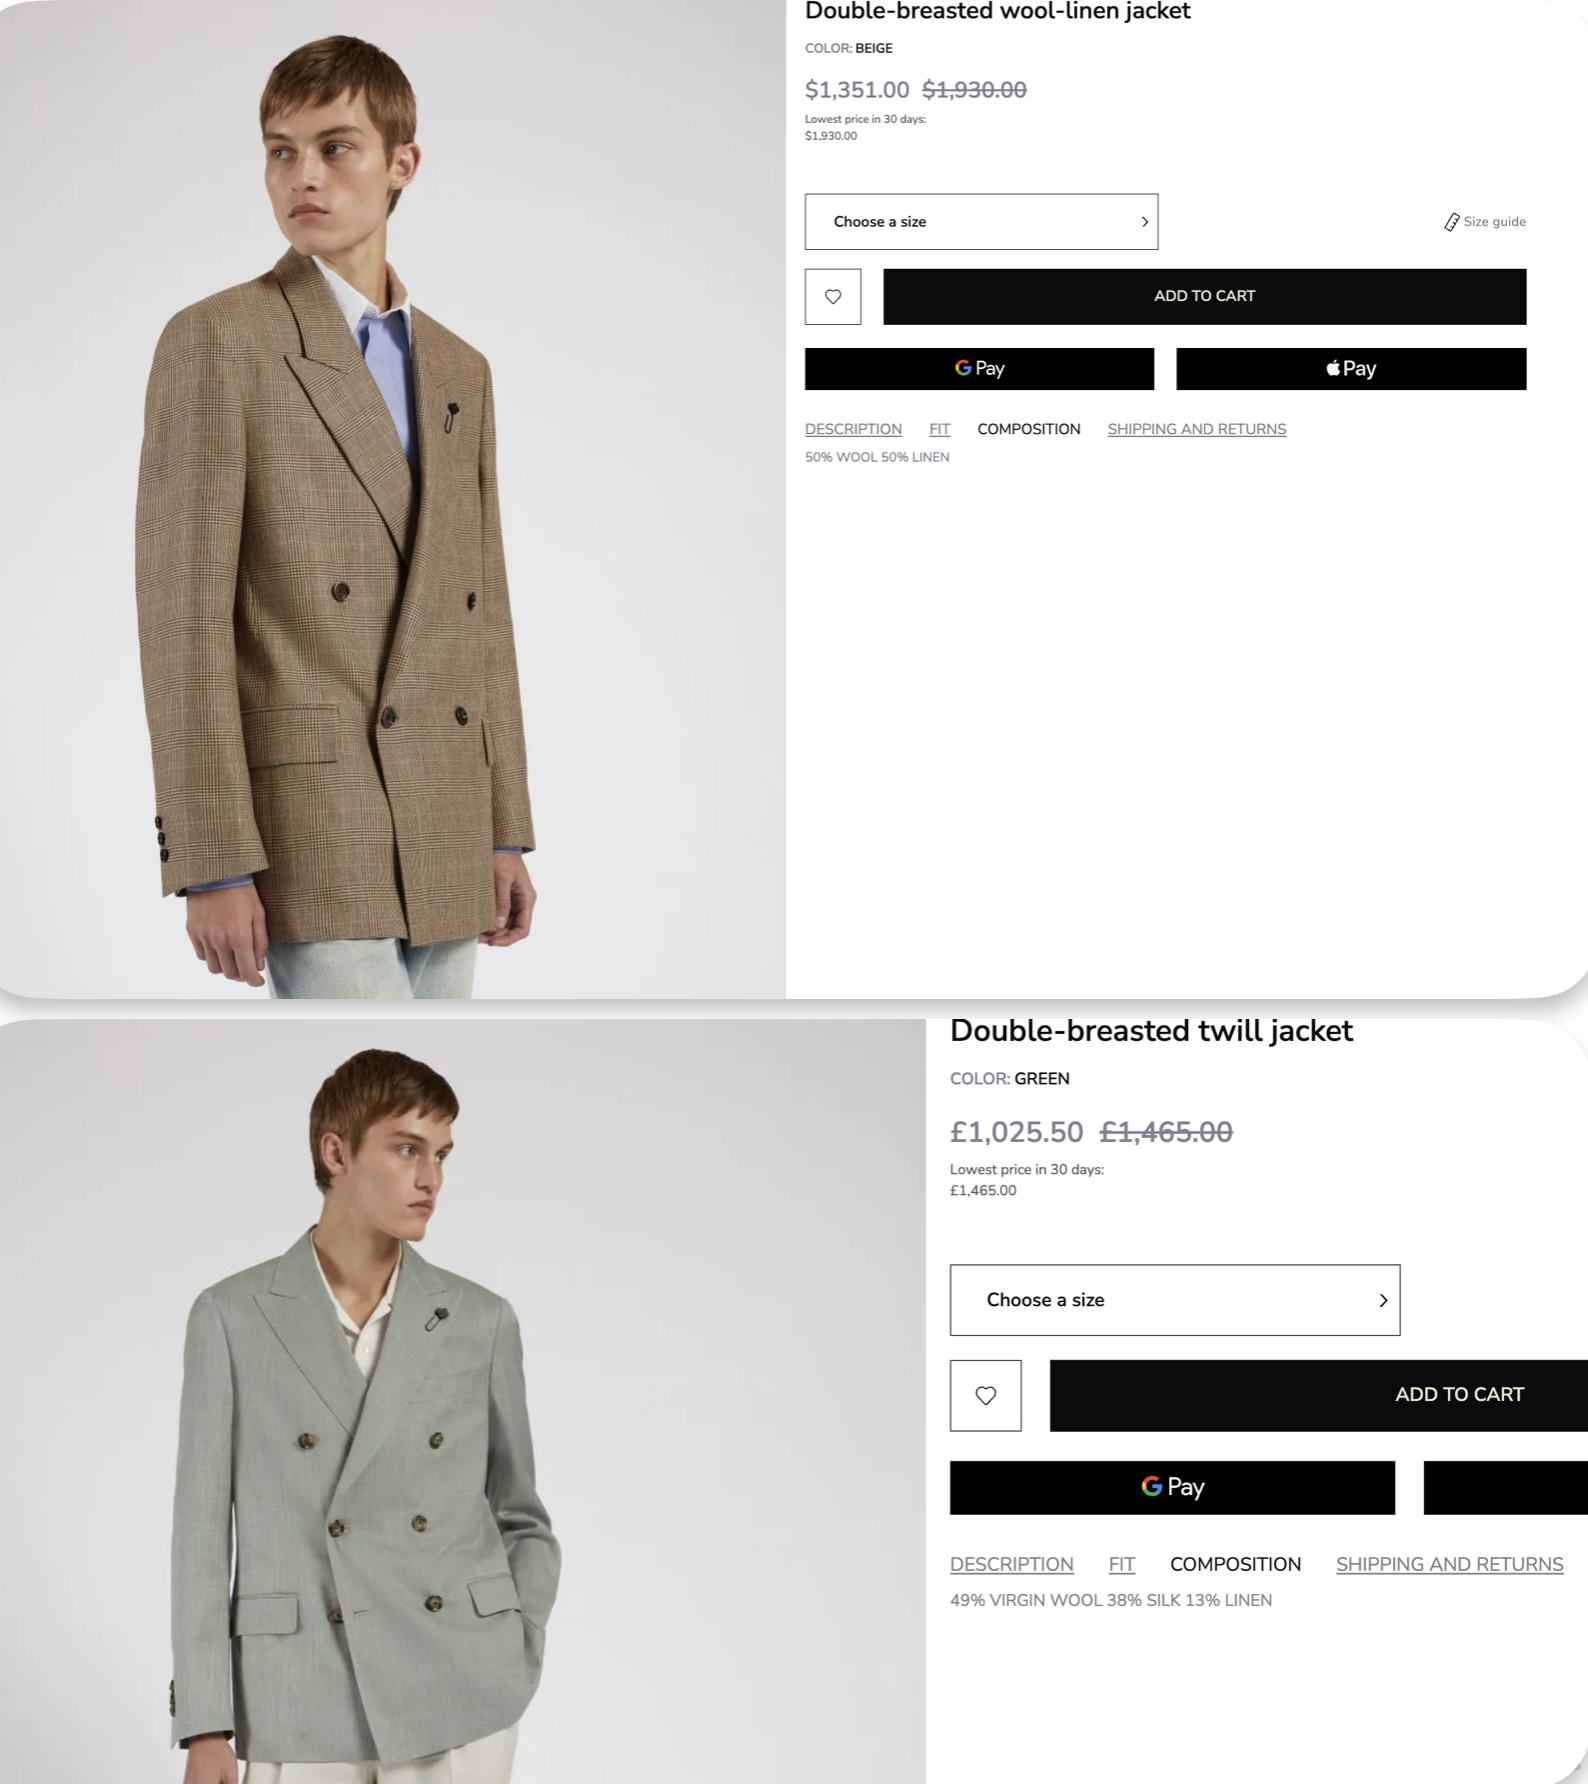 Double-breasted wool-linen jacket
COLOR: BEIGE
$1,351.00 $1,930.00
Lowest price in 30 days:
$1,930.00
Choose a size
Size guide
ADD TO CART
G Pay
Pay
DESCRIPTION FIT COMPOSITION SHIPPING AND RETURNS
50% WOOL 50% LINEN
Double-breasted twill jacket
COLOR: GREEN
£1,025.50 £1,465.00
Lowest price in 30 days:
£1,465.00
Choose a size
ADD TO CART
G Pay
DESCRIPTION FIT COMPOSITION SHIPPING AND RETURNS
49% VIRGIN WOOL 38% SILK 13% LINEN